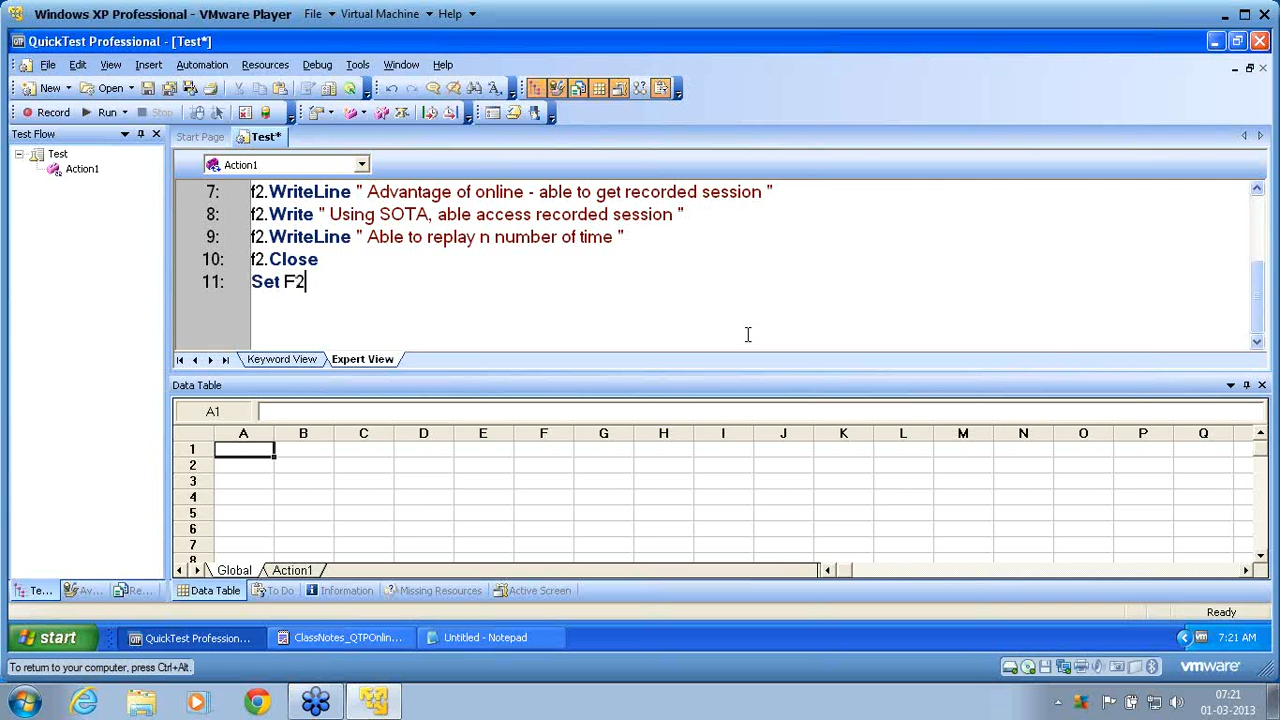 Windows XP Professional - VMware Player File Virtual Machine Help
QuickTest Professional - [Test*]
File Edit View Insert Automation Resources Debug Tools Window Help
New Open
Record Run Stop
Test Flow
Start Page Test*
Test
Action1
Action1
7: f2.WriteLine " Advantage of online - able to get recorded session "
8: f2.Write " Using SOTA, able access recorded session "
9: f2.WriteLine " Able to replay n number of time "
10: f2.Close
11: Set F2
Keyword View Expert View
Data Table
A1
A B C D E F G H I J K L M N O P Q
1
2
3
4
5
6
7
8
Global Action1
Te... Av... Re... Data Table To Do Information Missing Resources Active Screen
Ready
start QuickTest Profession... ClassNotes_QTPOnlin... Untitled - Notepad 7:21 AM
To return to your computer, press Ctrl+Alt. vmware
07:21
01-03-2013